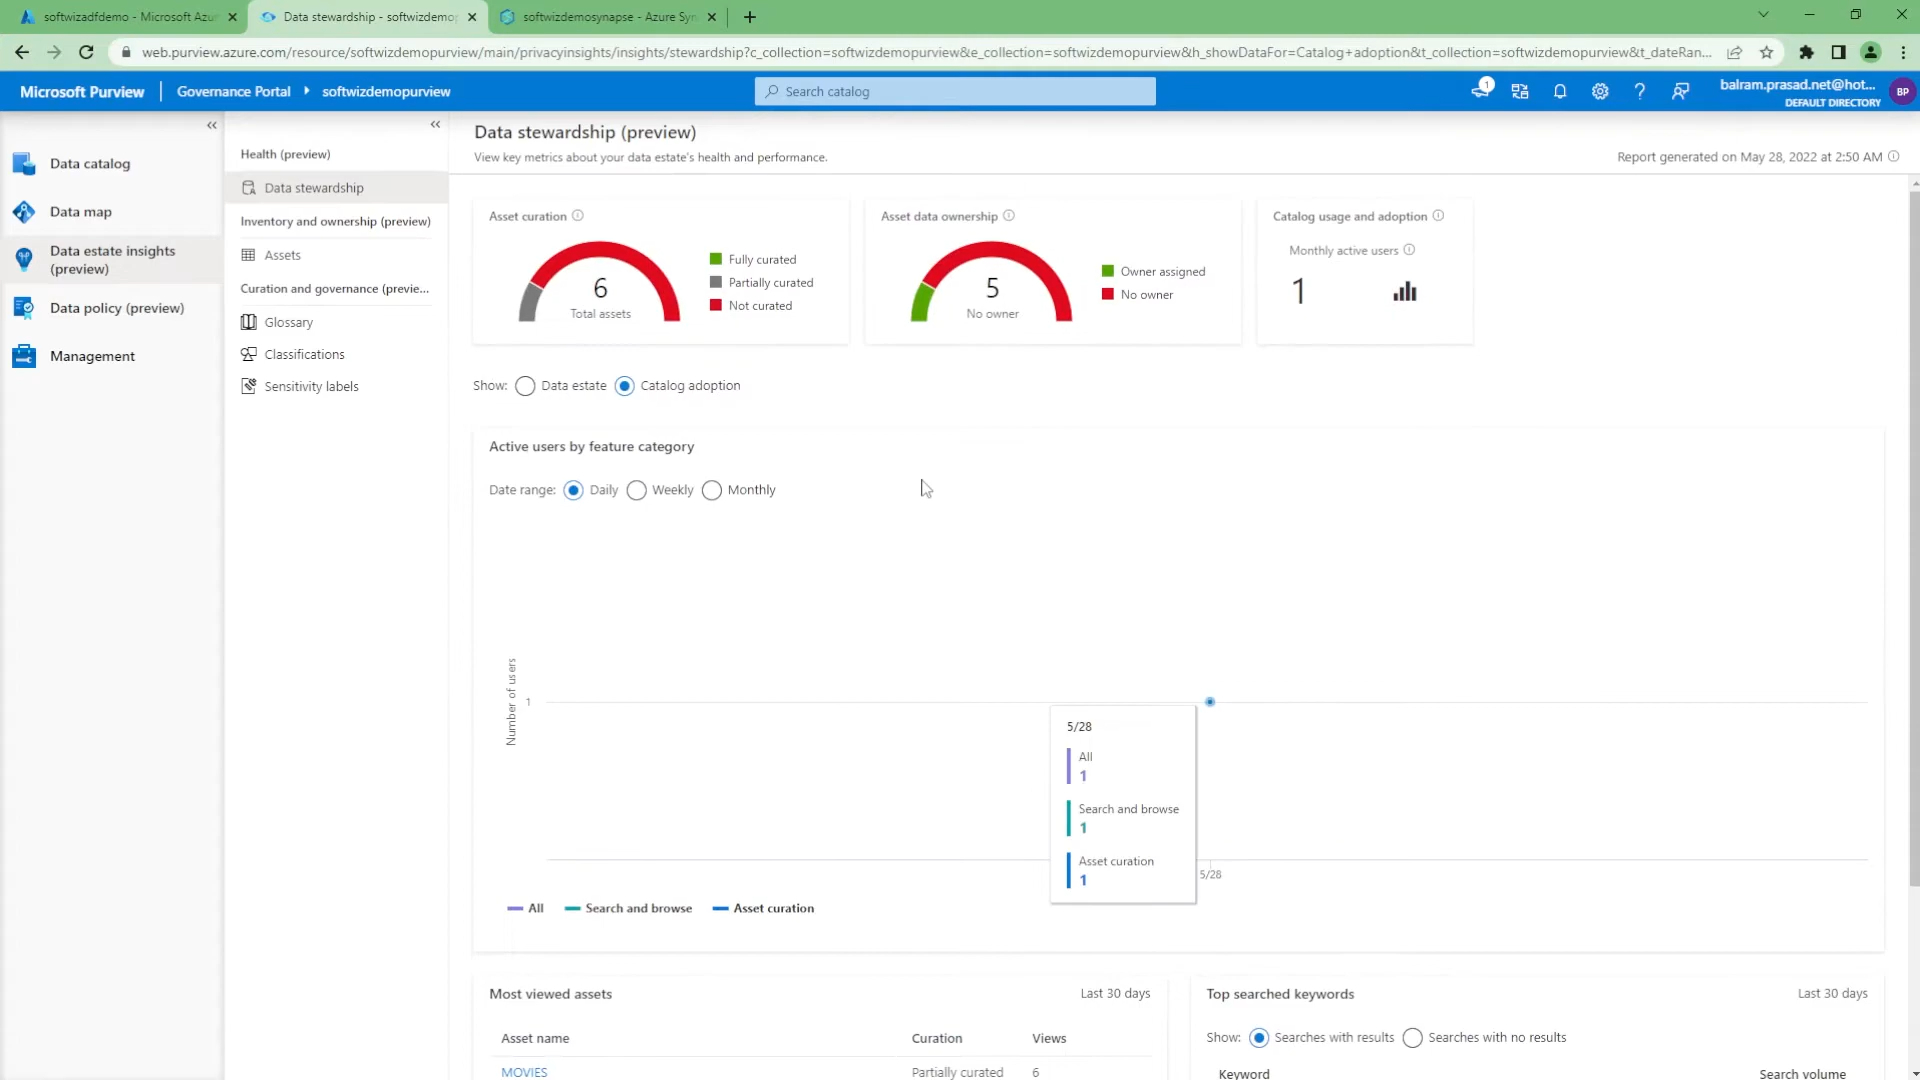 softwizadfdemo - Microsoft Azu
Data stewardship - softwizdemop
softwizdemosynapse - Azure Syn
web.purview.azure.com/resource/softwizdemopurview/main/privacyinsights/insights/stewardship?c_collection=softwizdemopurview&e_collection=softwizdemopurview&h_showDataFor=Catalog+adoption&t_collection=softwizdemopurview&t_dateRan...
Microsoft Purview
Governance Portal
softwizdemopurview
Search catalog
1
balram.prasad.net@hot...
DEFAULT DIRECTORY
BP
Data catalog
Data map
Data estate insights
(preview)
Data policy (preview)
Management
Health (preview)
Data stewardship
Inventory and ownership (preview)
Assets
Curation and governance (previe...
Glossary
Classifications
Sensitivity labels
Data stewardship (preview)
View key metrics about your data estate's health and performance.
Report generated on May 28, 2022 at 2:50 AM
Asset curation
6
Total assets
Fully curated
Partially curated
Not curated
Asset data ownership
5
No owner
Owner assigned
No owner
Catalog usage and adoption
Monthly active users
1
Show: Data estate Catalog adoption
Active users by feature category
Date range: Daily Weekly Monthly
Number of users
1
5/28
All
1
Search and browse
1
Asset curation
1
5/28
All Search and browse Asset curation
Most viewed assets
Last 30 days
Asset name Curation Views
MOVIES Partially curated 6
Top searched keywords
Last 30 days
Show: Searches with results Searches with no results
Keyword Search volume